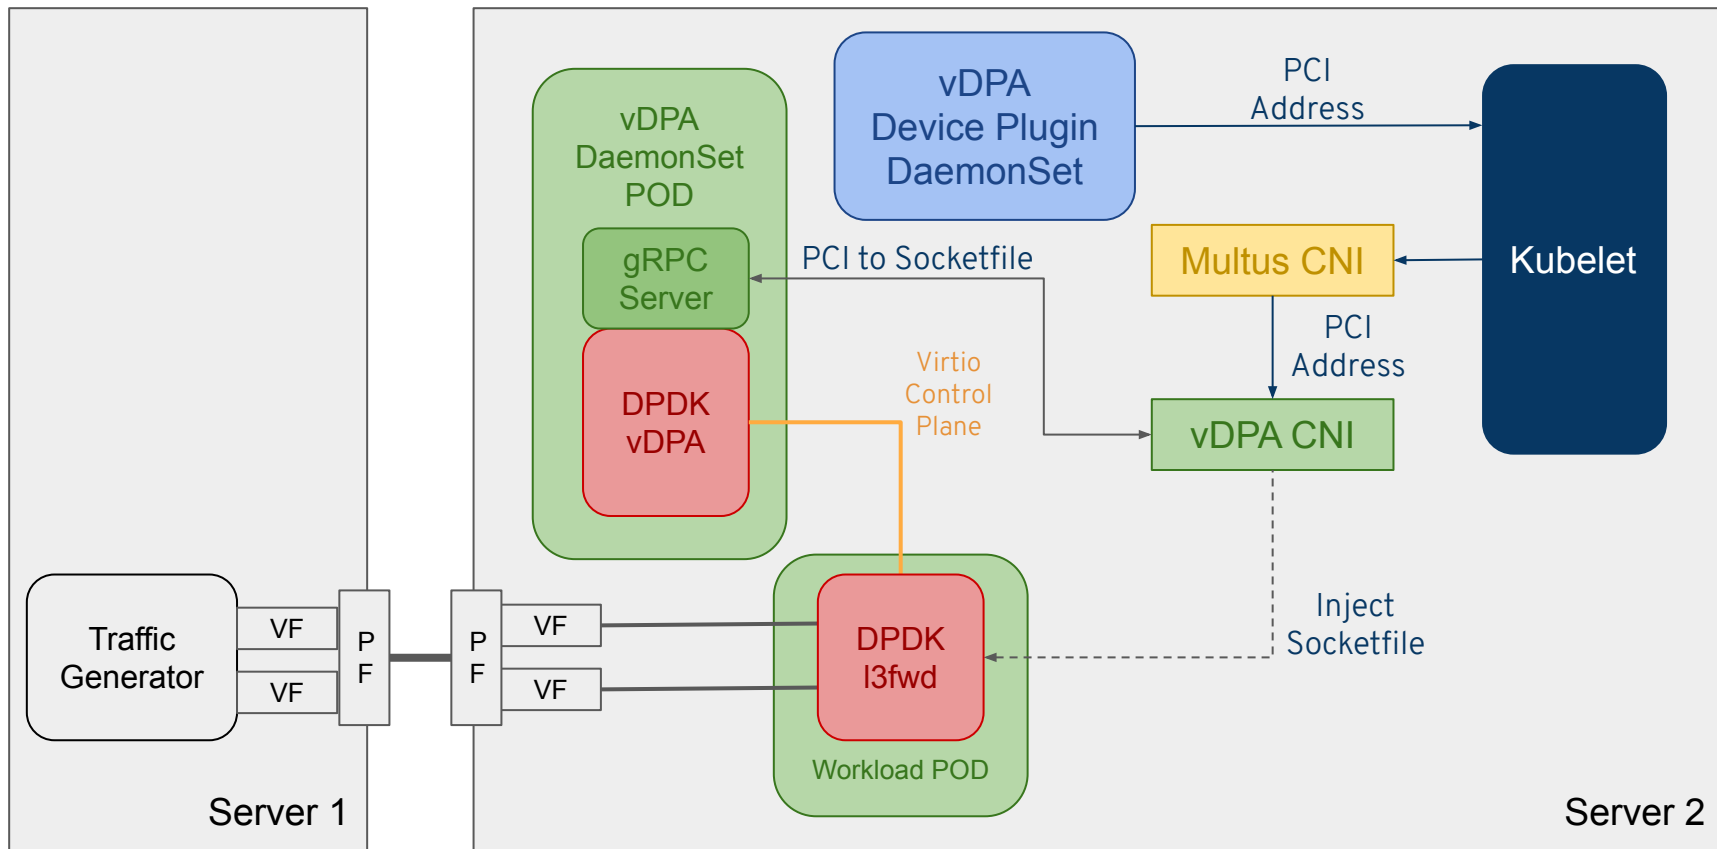 vDPA
DaemonSet
POD
gRPC
Server
DPDK
vDPA
vDPA
Device Plugin
DaemonSet
PCI
Address
Kubelet
Multus CNI
PCI to Socketfile
PCI
Address
vDPA CNI
Virtio
Control
Plane
Inject
Socketfile
Traffic
Generator
VF
VF
P
F
P
F
VF
VF
DPDK
l3fwd
Workload POD
Server 1
Server 2